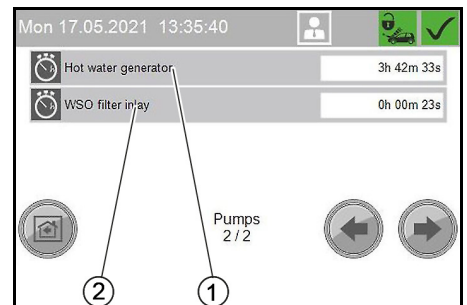 Mon 17.05.2021 13:35:40
Hot water generator 3h 42m 33s
WSO filter inlay 0h 00m 23s
Pumps
2 / 2
2 1